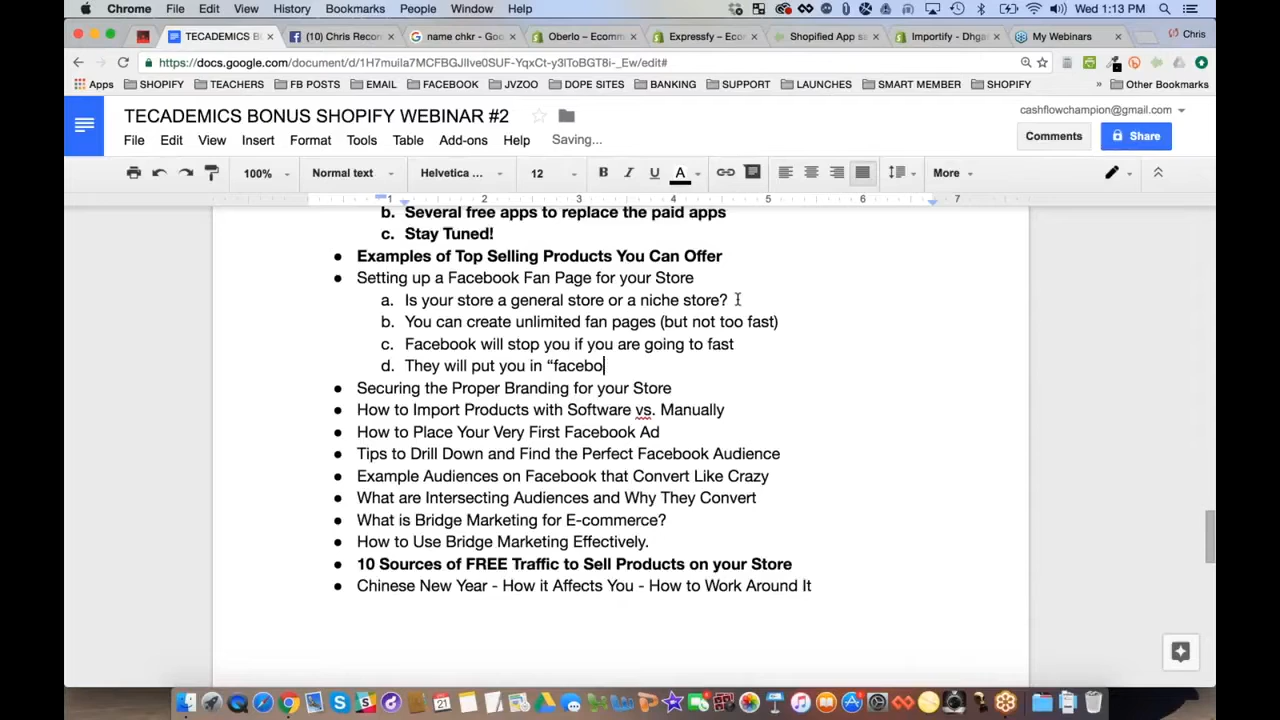 Chrome File Edit View History Bookmarks People Window Help Wed 1:13 PM
TECADEMICS BO (10) Chris Recon name chkr - Goo Oberlo – Ecomm Expressfy – Eco Shopified App sa Importify - Dhga My Webinars Chris
https://docs.google.com/document/
Apps SHOPIFY TEACHERS FB POSTS EMAIL FACEBOOK JVZOO DOPE SITES BANKING SUPPORT LAUNCHES SMART MEMBER SHOPIFY » Other Bookmarks
TECADEMICS BONUS SHOPIFY WEBINAR #2
cashflowchampion@gmail.com
File Edit View Insert Format Tools Table Add-ons Help Saving...
Comments Share
100% Normal text Helvetica ... 12 B I U A More
1 2 3 4 5 6 7
b. Several free apps to replace the paid apps
c. Stay Tuned!
● Examples of Top Selling Products You Can Offer
● Setting up a Facebook Fan Page for your Store
a. Is your store a general store or a niche store?
b. You can create unlimited fan pages (but not too fast)
c. Facebook will stop you if you are going to fast
d. They will put you in “facebo
● Securing the Proper Branding for your Store
● How to Import Products with Software vs. Manually
● How to Place Your Very First Facebook Ad
● Tips to Drill Down and Find the Perfect Facebook Audience
● Example Audiences on Facebook that Convert Like Crazy
● What are Intersecting Audiences and Why They Convert
● What is Bridge Marketing for E-commerce?
● How to Use Bridge Marketing Effectively.
● 10 Sources of FREE Traffic to Sell Products on your Store
● Chinese New Year - How it Affects You - How to Work Around It
21